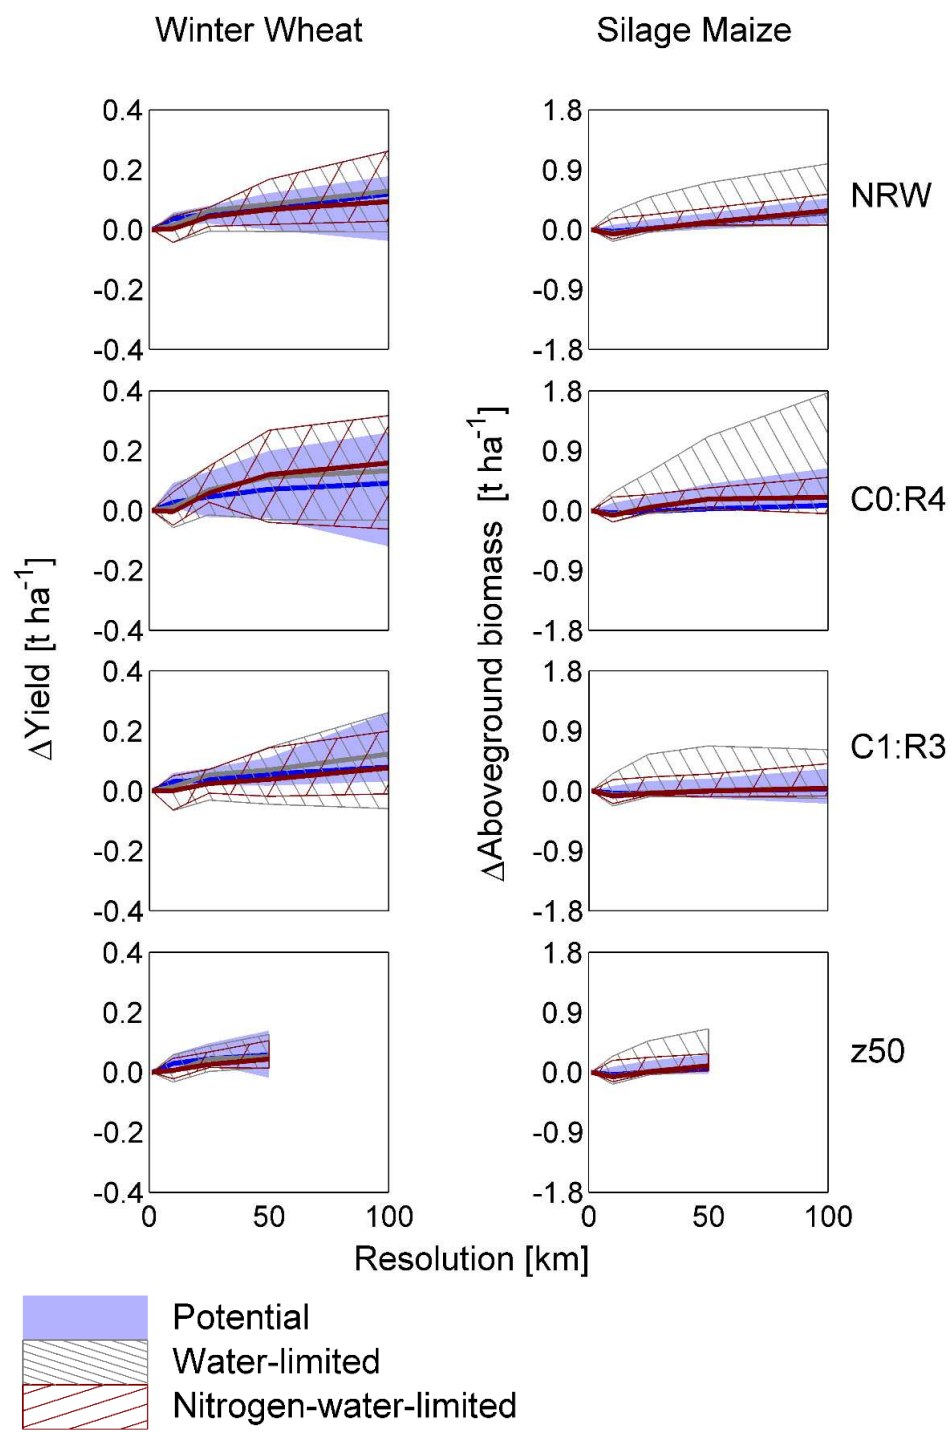 Winter Wheat
Silage Maize
0.4
0.2
0.0
-0.2
-0.4
1.8
0.9
0.0
-0.9
-1.8
NRW
0.4
0.2
0.0
-0.2
-0.4
1.8
0.9
0.0
-0.9
-1.8
C0:R4
ΔYield [t ha-1]
ΔAboveground biomass [t ha-1]
0.4
0.2
0.0
-0.2
-0.4
1.8
0.9
0.0
-0.9
-1.8
C1:R3
0.4
0.2
0.0
-0.2
-0.4
1.8
0.9
0.0
-0.9
-1.8
z50
0 50 100
0 50 100
Resolution [km]
Potential
Water-limited
Nitrogen-water-limited